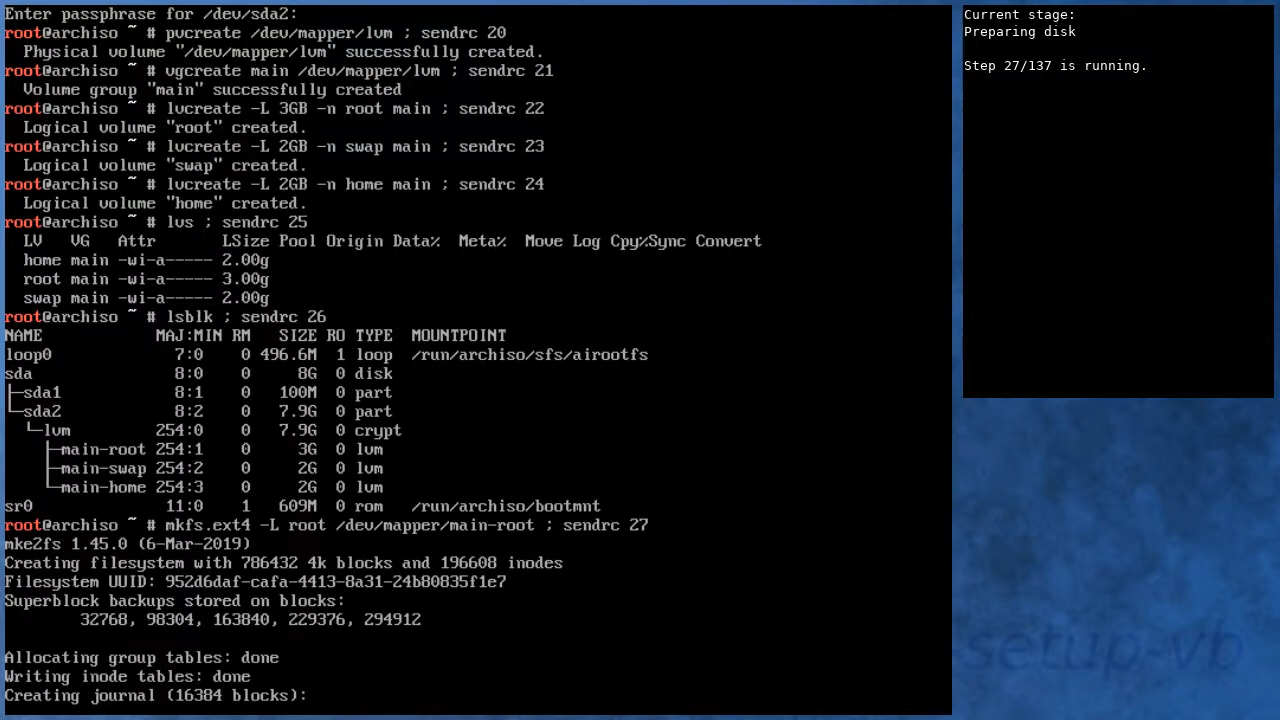 Enter passphrase for /dev/sda2:
root@archiso ~ # pvcreate /dev/mapper/lvm ; sendrc 20
  Physical volume "/dev/mapper/lvm" successfully created.
root@archiso ~ # vgcreate main /dev/mapper/lvm ; sendrc 21
  Volume group "main" successfully created
root@archiso ~ # lvcreate -L 3GB -n root main ; sendrc 22
  Logical volume "root" created.
root@archiso ~ # lvcreate -L 2GB -n swap main ; sendrc 23
  Logical volume "swap" created.
root@archiso ~ # lvcreate -L 2GB -n home main ; sendrc 24
  Logical volume "home" created.
root@archiso ~ # lvs ; sendrc 25
  LV   VG   Attr       LSize Pool Origin Data%  Meta%  Move Log Cpy%Sync Convert
  home main -wi-a----- 2.00g
  root main -wi-a----- 3.00g
  swap main -wi-a----- 2.00g
root@archiso ~ # lsblk ; sendrc 26
NAME            MAJ:MIN RM   SIZE RO TYPE  MOUNTPOINT
loop0             7:0    0 496.6M  1 loop  /run/archiso/sfs/airootfs
sda               8:0    0     8G  0 disk
├─sda1            8:1    0   100M  0 part
└─sda2            8:2    0   7.9G  0 part
  └─lvm         254:0    0   7.9G  0 crypt
    ├─main-root 254:1    0     3G  0 lvm
    ├─main-swap 254:2    0     2G  0 lvm
    └─main-home 254:3    0     2G  0 lvm
sr0              11:0    1   609M  0 rom   /run/archiso/bootmnt
root@archiso ~ # mkfs.ext4 -L root /dev/mapper/main-root ; sendrc 27
mke2fs 1.45.0 (6-Mar-2019)
Creating filesystem with 786432 4k blocks and 196608 inodes
Filesystem UUID: 952d6daf-cafa-4413-8a31-24b80835f1e7
Superblock backups stored on blocks:
        32768, 98304, 163840, 229376, 294912
Allocating group tables: done
Writing inode tables: done
Creating journal (16384 blocks):
Current stage:
Preparing disk
Step 27/137 is running.
setup-vb